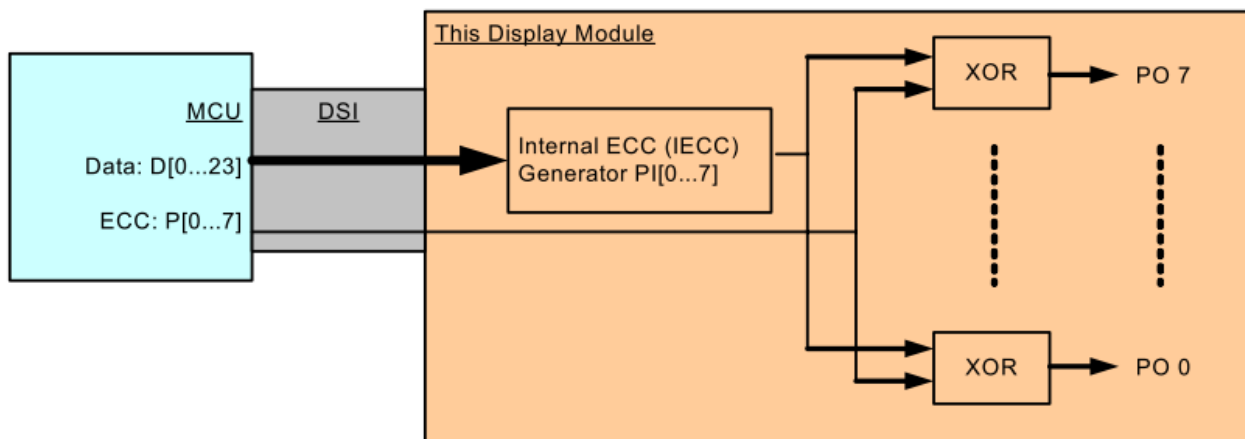 This Display Module
MCU
DSI
Data: D[0...23]
ECC: P[0...7]
Internal ECC (IECC)
Generator PI[0...7]
XOR
PO 7
XOR
PO 0